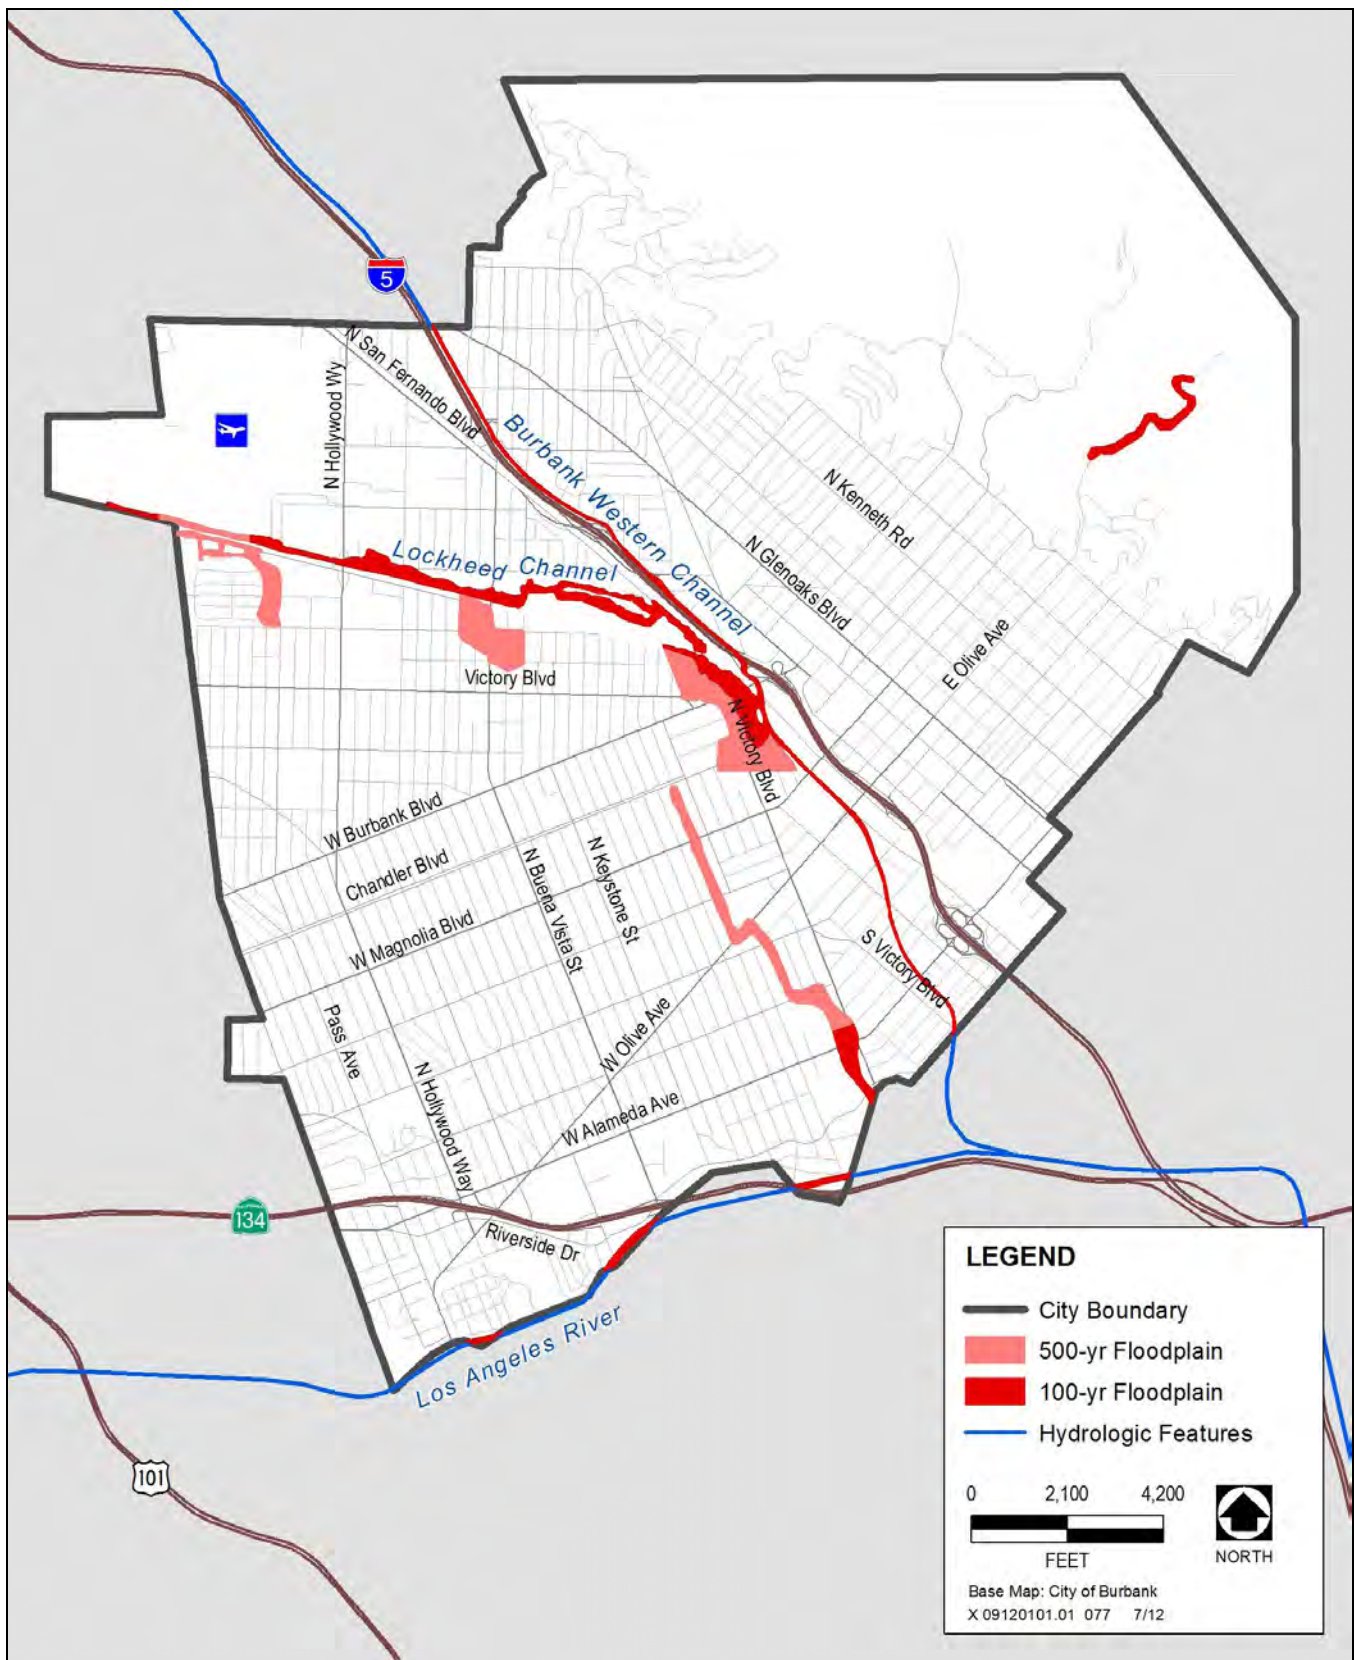 5
N San Fernando Blvd
N Hollywood Wy
Burbank Western Channel
N Kenneth Rd
Lockheed Channel
N Glenoaks Blvd
E Olive Ave
Victory Blvd
N Victory Blvd
W Burbank Blvd
Chandler Blvd
N Keystone St
N Buena Vista St
W Magnolia Blvd
S Victory Blvd
Pass Ave
W Olive Ave
N Hollywood Way
W Alameda Ave
134
Riverside Dr
Los Angeles River
101
LEGEND
City Boundary
500-yr Floodplain
100-yr Floodplain
Hydrologic Features
0 2,100 4,200
FEET
NORTH
Base Map: City of Burbank
X 09120101.01 077 7/12